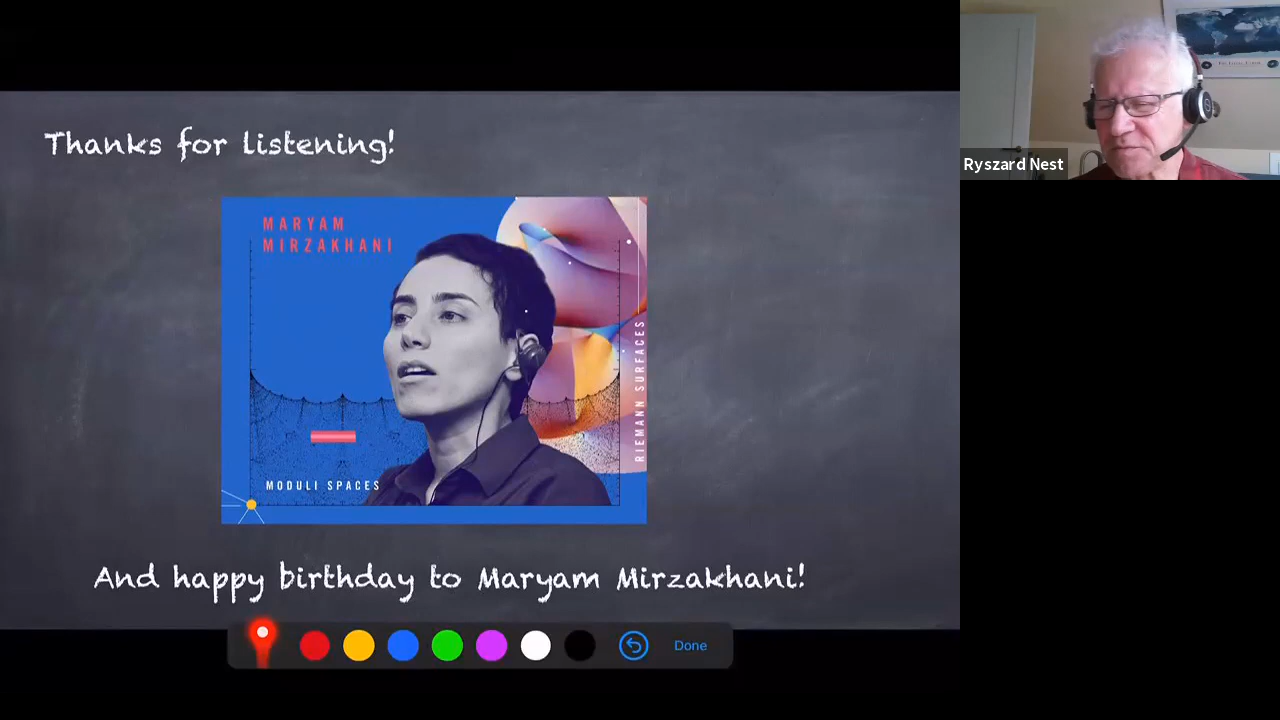 Thanks for listening!
MARYAM
MIRZAKHANI
RIEMANN SURFACES
MODULI SPACES
And happy birthday to Maryam Mirzakhani!
Done
Ryszard Nest